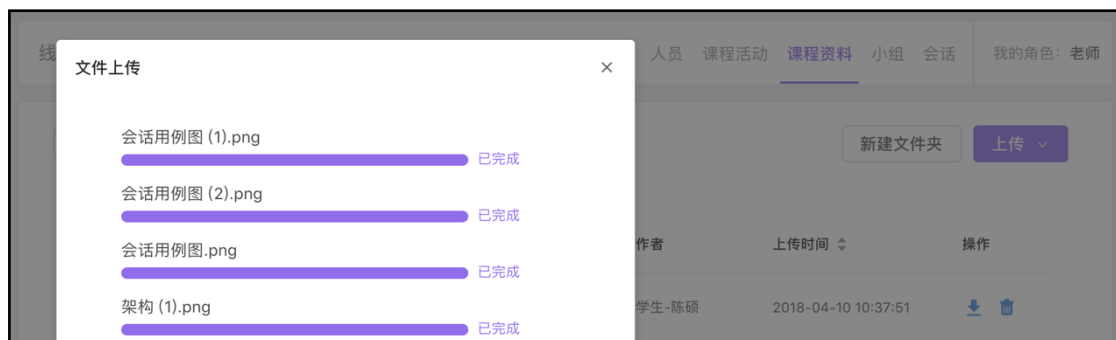 线
人员 课程活动 课程资料 小组 会话 我的角色：老师
文件上传
会话用例图 (1).png
已完成
新建文件夹 上传
会话用例图 (2).png
已完成
会话用例图.png
已完成
作者 上传时间 操作
架构 (1).png
已完成
学生-陈硕 2018-04-10 10:37:51